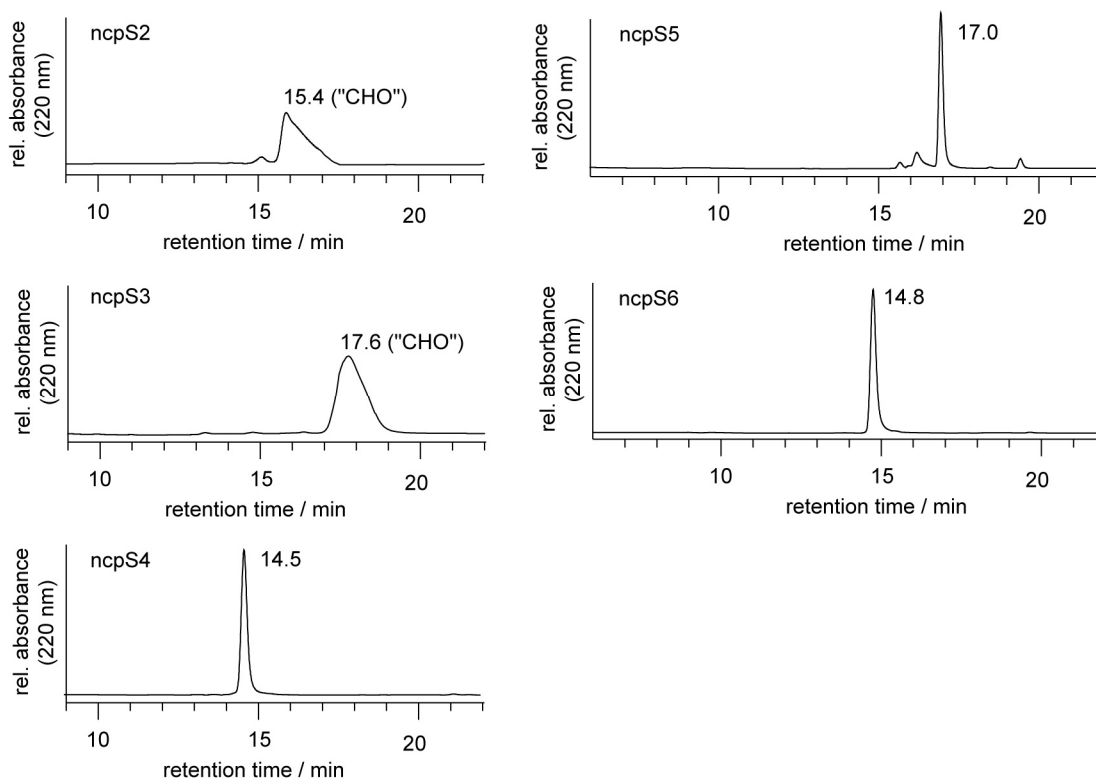 ncpS2
15.4 ("CHO")
rel. absorbance
(220 nm)
10 15 20
retention time / min
ncpS5
17.0
rel. absorbance
(220 nm)
10 15 20
retention time / min
ncpS3
17.6 ("CHO")
rel. absorbance
(220 nm)
10 15 20
retention time / min
ncpS6
14.8
rel. absorbance
(220 nm)
10 15 20
retention time / min
ncpS4
14.5
rel. absorbance
(220 nm)
10 15 20
retention time / min